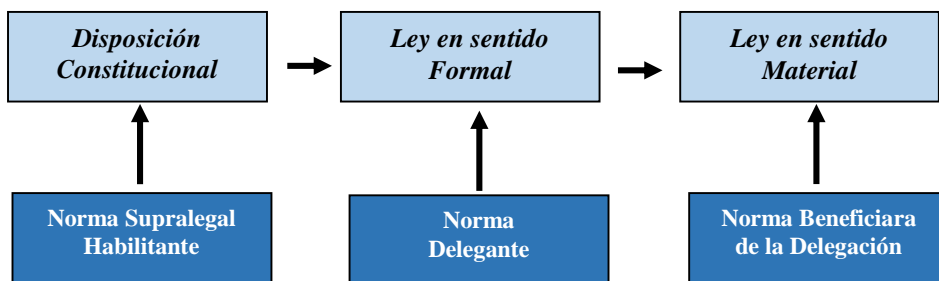 Disposición
Constitucional
Ley en sentido
Formal
Ley en sentido
Material
Norma Supralegal
Habilitante
Norma
Delegante
Norma Beneficiara
de la Delegación